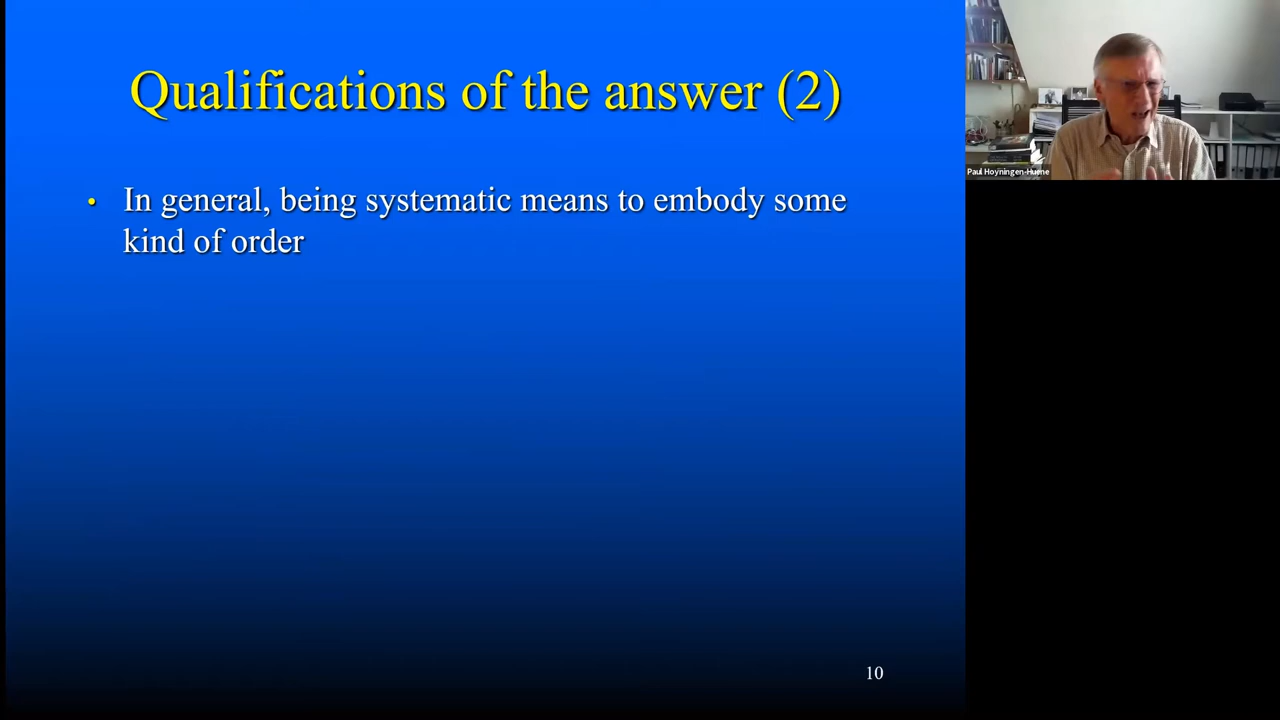 Qualifications of the answer (2)
• In general, being systematic means to embody some
kind of order
10
Paul Hoyningen-Huene